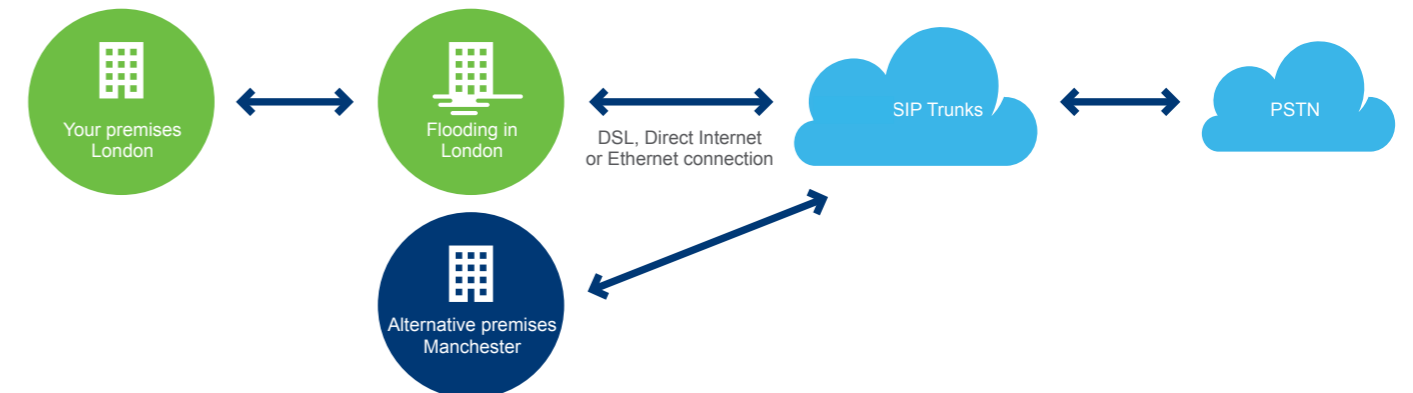 Your premises
London
Flooding in
London
DSL, Direct Internet
or Ethernet connection
SIP Trunks
PSTN
Alternative premises
Manchester